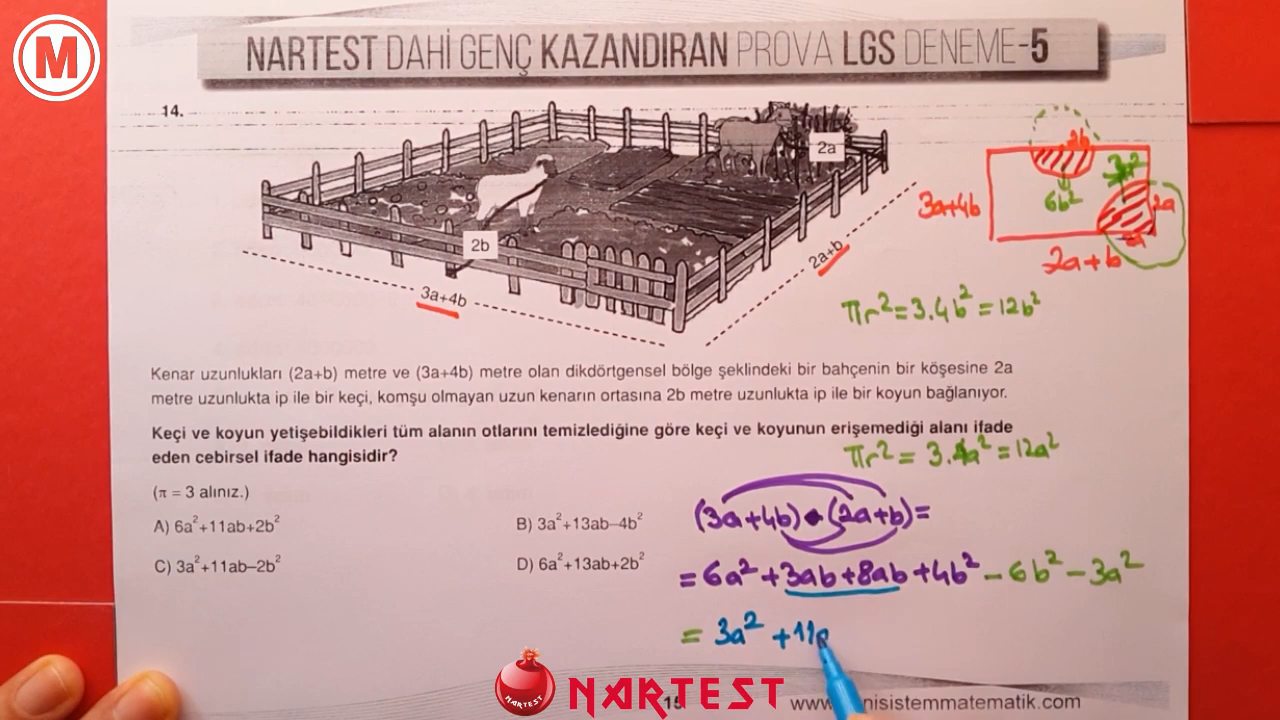 M
NARTEST DAHİ GENÇ KAZANDIRAN PROVA LGS DENEME-5
14.
2a
2b
3a+4b
2a+b
2b
6b²
3a²
3a+4b
2a
2a+b
πr²=3.4b²=12b²
Kenar uzunlukları (2a+b) metre ve (3a+4b) metre olan dikdörtgensel bölge şeklindeki bir bahçenin bir köşesine 2a
metre uzunlukta ip ile bir keçi, komşu olmayan uzun kenarın ortasına 2b metre uzunlukta ip ile bir koyun bağlanıyor.
Keçi ve koyun yetişebildikleri tüm alanın otlarını temizlediğine göre keçi ve koyunun erişemediği alanı ifade
eden cebirsel ifade hangisidir?
πr²= 3.4a²=12a²
(π = 3 alınız.)
A) 6a²+11ab+2b²
B) 3a²+13ab–4b²
C) 3a²+11ab–2b²
D) 6a²+13ab+2b²
(3a+4b)•(2a+b)=
=6a²+3ab+8ab+4b²-6b²-3a²
= 3a²+11a
NARTEST
NARTEST
15